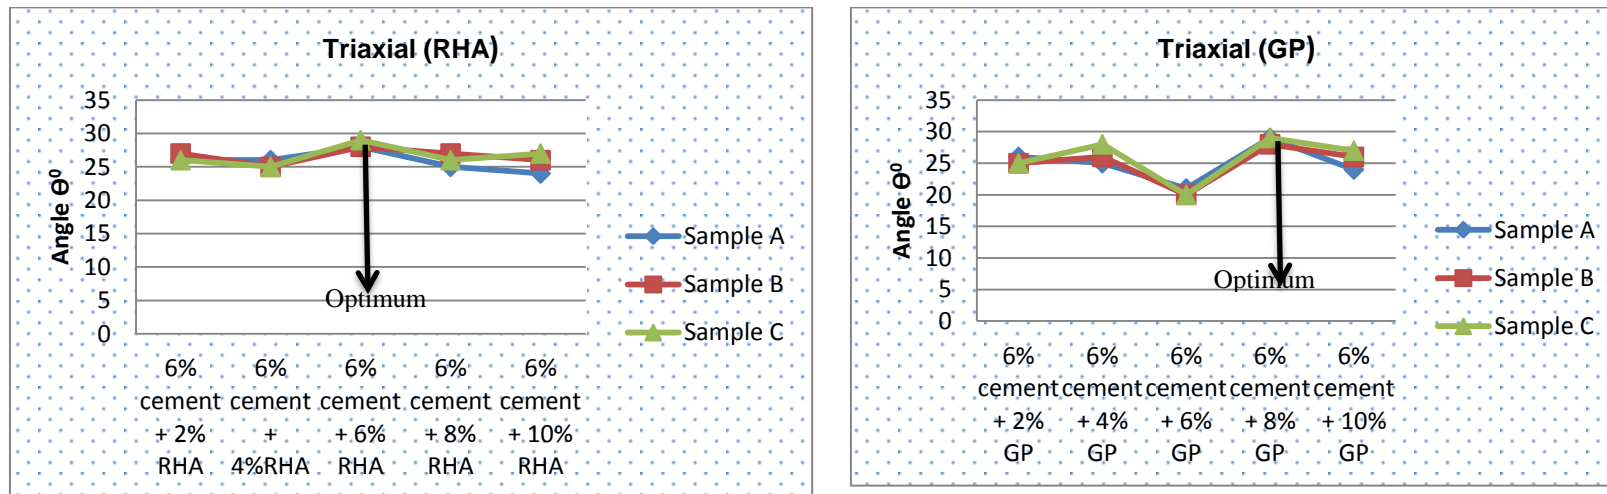 Triaxial (RHA)
35
30
25
20
15
10
5
0
Angle Ɵ⁰
Optimum
6% cement + 2% RHA
6% cement + 4%RHA
6% cement + 6% RHA
6% cement + 8% RHA
6% cement + 10% RHA
Sample A
Sample B
Sample C
Triaxial (GP)
35
30
25
20
15
10
5
0
Angle Ɵ⁰
Optimum
6% cement + 2% GP
6% cement + 4% GP
6% cement + 6% GP
6% cement + 8% GP
6% cement + 10% GP
Sample A
Sample B
Sample C